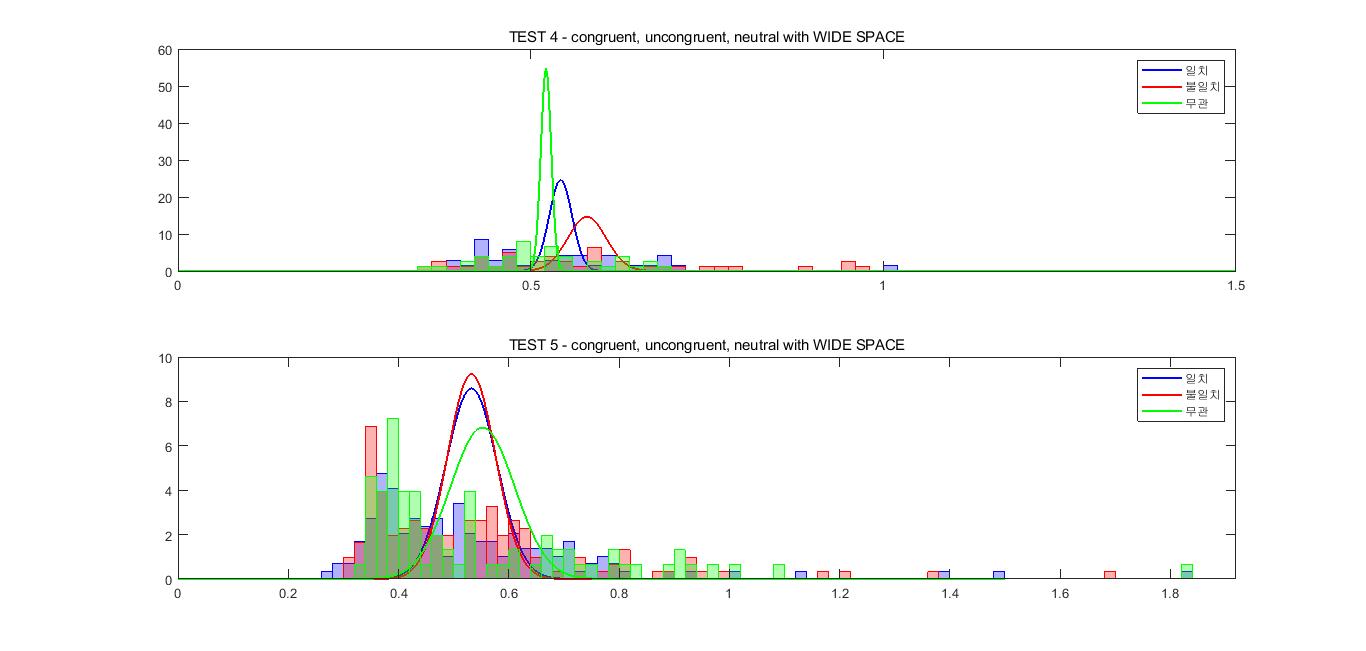 TEST 4 - congruent, uncongruent, neutral with WIDE SPACE
60
50
40
30
20
10
0
0 0.5 1 1.5
일치
불일치
무관
TEST 5 - congruent, uncongruent, neutral with WIDE SPACE
10
8
6
4
2
0
0 0.2 0.4 0.6 0.8 1 1.2 1.4 1.6 1.8
일치
불일치
무관